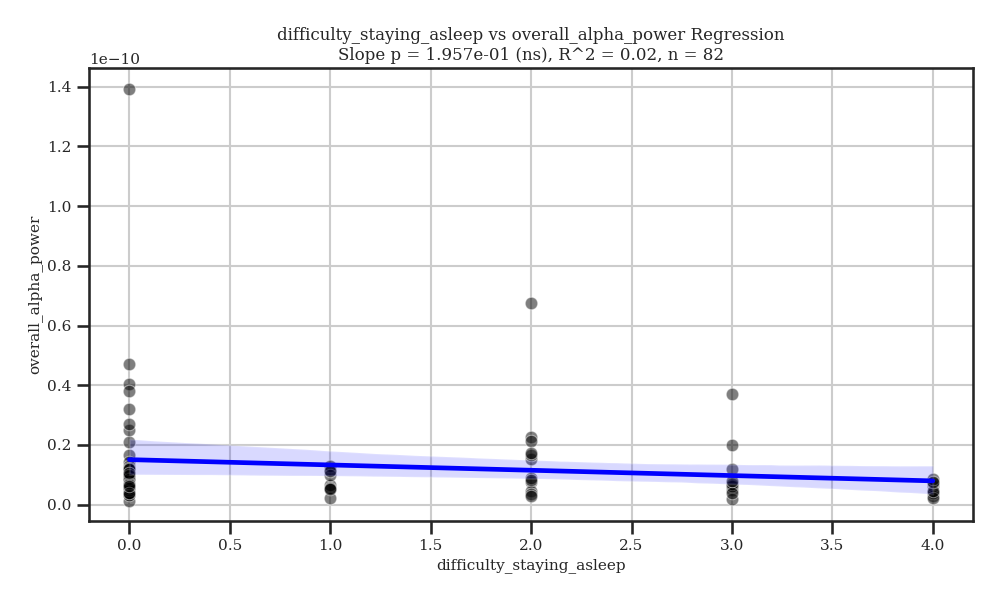 difficulty_staying_asleep vs overall_alpha_power Regression
Slope p = 1.957e-01 (ns), R^2 = 0.02, n = 82
1e−10
1.4
1.2
1.0
0.8
0.6
0.4
0.2
0.0
overall_alpha_power
0.0 0.5 1.0 1.5 2.0 2.5 3.0 3.5 4.0
difficulty_staying_asleep